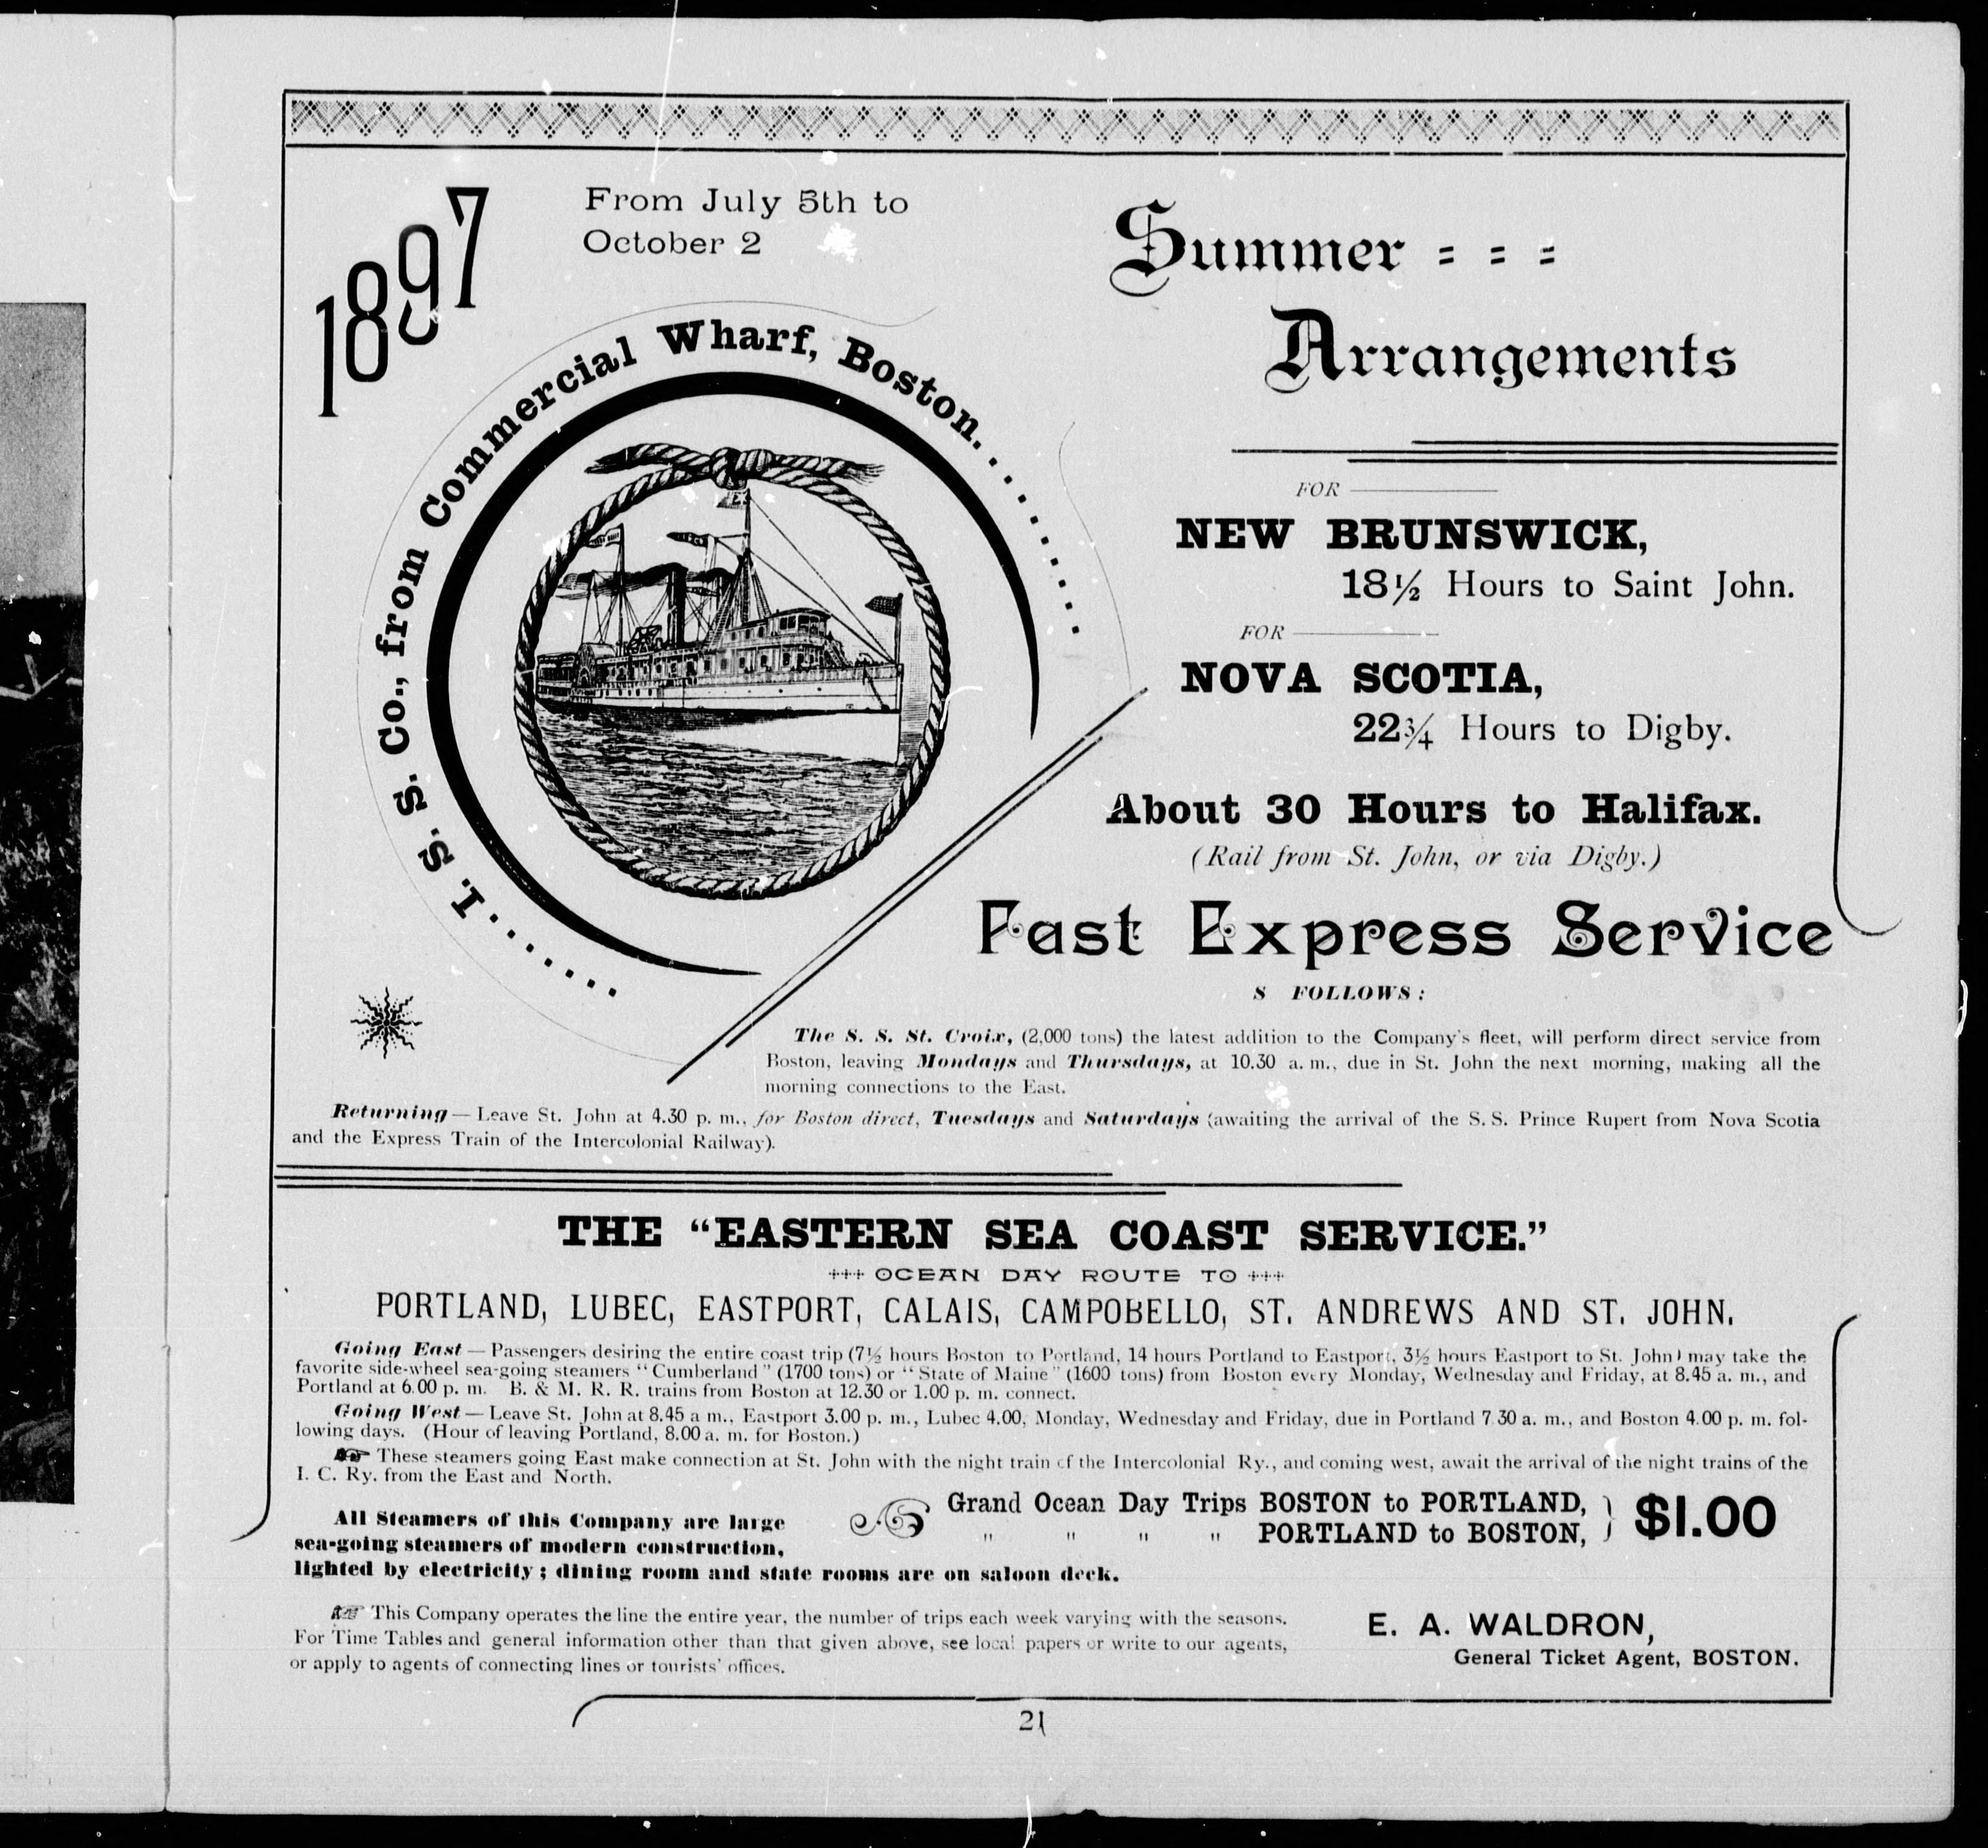 1897
From July 5th to
October 2
Summer = = =
Arrangements
I. S. S. Co., from Commercial Wharf, Boston.
FOR
NEW BRUNSWICK,
18½ Hours to Saint John.
FOR
NOVA SCOTIA,
22¾ Hours to Digby.
About 30 Hours to Halifax.
(Rail from St. John, or via Digby.)
Fast Express Service
S FOLLOWS:
The S. S. St. Croix, (2,000 tons) the latest addition to the Company's fleet, will perform direct service from
Boston, leaving Mondays and Thursdays, at 10.30 a. m., due in St. John the next morning, making all the
morning connections to the East.
Returning — Leave St. John at 4.30 p. m., for Boston direct, Tuesdays and Saturdays (awaiting the arrival of the S. S. Prince Rupert from Nova Scotia
and the Express Train of the Intercolonial Railway).
THE "EASTERN SEA COAST SERVICE."
OCEAN DAY ROUTE TO
PORTLAND, LUBEC, EASTPORT, CALAIS, CAMPOBELLO, ST. ANDREWS AND ST. JOHN.
Going East — Passengers desiring the entire coast trip (7½ hours Boston to Portland, 14 hours Portland to Eastport, 3½ hours Eastport to St. John) may take the
favorite side-wheel sea-going steamers "Cumberland" (1700 tons) or "State of Maine" (1600 tons) from Boston every Monday, Wednesday and Friday, at 8.45 a. m., and
Portland at 6.00 p. m. B. & M. R. R. trains from Boston at 12.30 or 1.00 p. m. connect.
Going West — Leave St. John at 8.45 a m., Eastport 3.00 p. m., Lubec 4.00, Monday, Wednesday and Friday, due in Portland 7.30 a. m., and Boston 4.00 p. m. fol-
lowing days. (Hour of leaving Portland, 8.00 a. m. for Boston.)
These steamers going East make connection at St. John with the night train of the Intercolonial Ry., and coming west, await the arrival of the night trains of the
I. C. Ry. from the East and North.
All Steamers of this Company are large
sea-going steamers of modern construction,
lighted by electricity; dining room and state rooms are on saloon deck.
Grand Ocean Day Trips BOSTON to PORTLAND,
" " " " PORTLAND to BOSTON,
} $1.00
This Company operates the line the entire year, the number of trips each week varying with the seasons.
For Time Tables and general information other than that given above, see local papers or write to our agents,
or apply to agents of connecting lines or tourists' offices.
E. A. WALDRON,
General Ticket Agent, BOSTON.
21